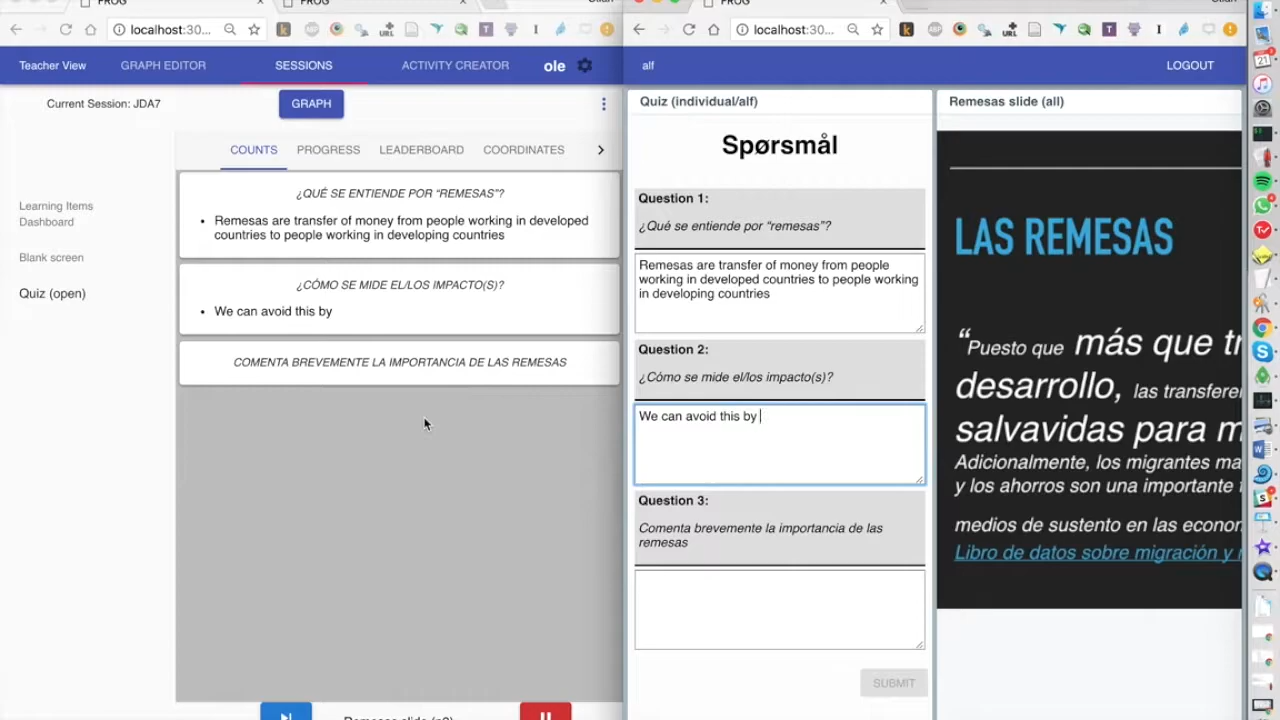 FROG
FROG
FROG
localhost:30...
localhost:30...
Teacher View
GRAPH EDITOR
SESSIONS
ACTIVITY CREATOR
ole
alf
LOGOUT
Current Session: JDA7
GRAPH
COUNTS
PROGRESS
LEADERBOARD
COORDINATES
Learning Items
Dashboard
Blank screen
Quiz (open)
¿QUÉ SE ENTIENDE POR “REMESAS”?
• Remesas are transfer of money from people working in developed
countries to people working in developing countries
¿CÓMO SE MIDE EL/LOS IMPACTO(S)?
• We can avoid this by
COMENTA BREVEMENTE LA IMPORTANCIA DE LAS REMESAS
Quiz (individual/alf)
Spørsmål
Question 1:
¿Qué se entiende por “remesas”?
Remesas are transfer of money from people
working in developed countries to people working
in developing countries
Question 2:
¿Cómo se mide el/los impacto(s)?
We can avoid this by
Question 3:
Comenta brevemente la importancia de las
remesas
SUBMIT
Remesas slide (all)
LAS REMESAS
“Puesto que más que tr
desarrollo, las transferer
salvavidas para m
Adicionalmente, los migrantes ma
y los ahorros son una importante
medios de sustento en las econor
Libro de datos sobre migración y